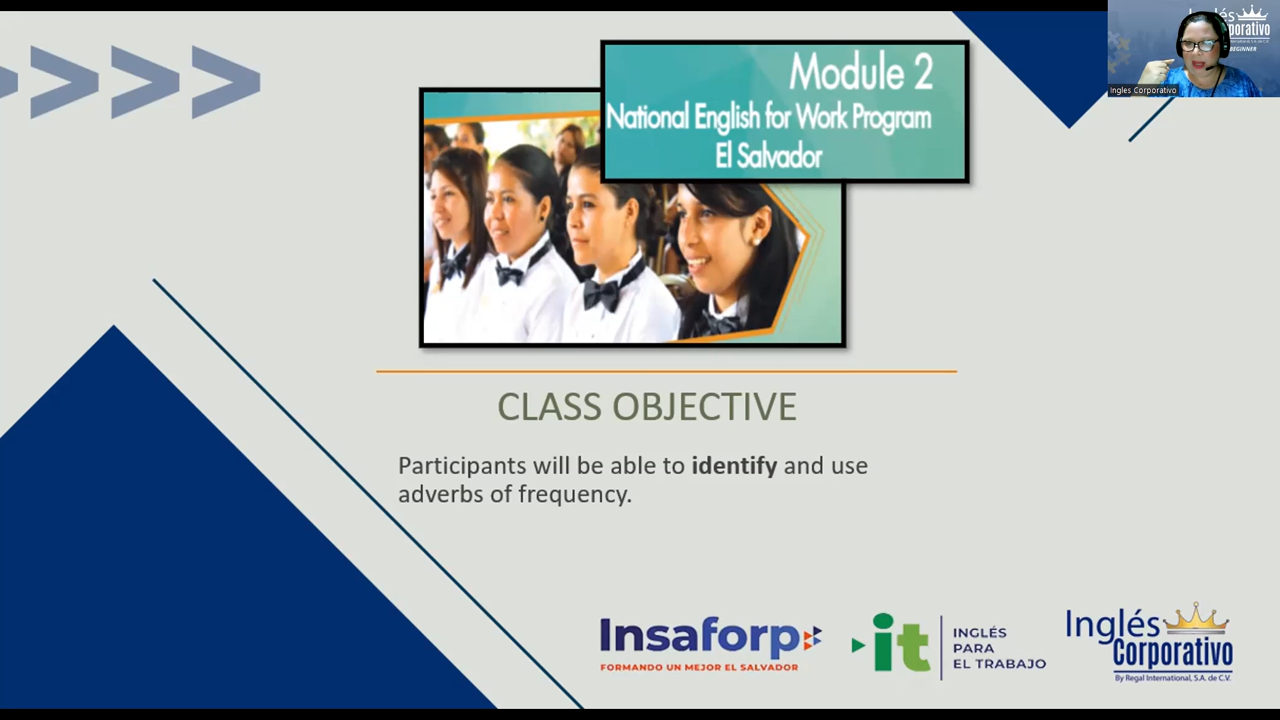 Module 2
National English for Work Program
El Salvador
Ingles Corporativo
BEGINNER
CLASS OBJECTIVE
Participants will be able to identify and use
adverbs of frequency.
Insaforp
FORMANDO UN MEJOR EL SALVADOR
it
INGLÉS
PARA
EL TRABAJO
Inglés
Corporativo
By Regal International, S.A. de C.V.